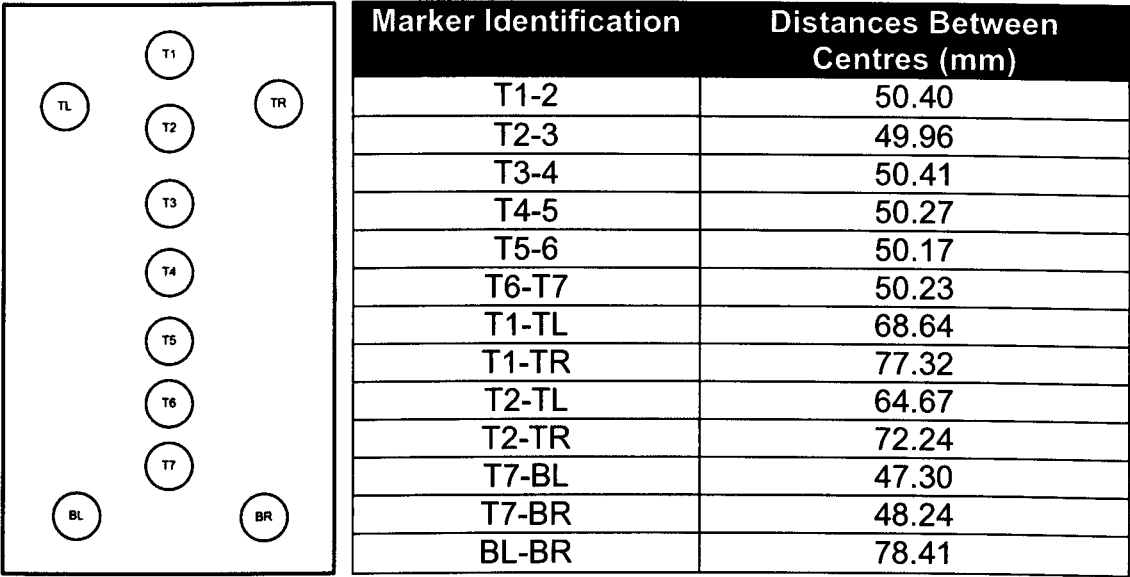 T1
TL
TR
T2
T3
T4
T5
T6
T7
BL
BR
Marker Identification Distances Between
Centres (mm)
T1-2 50.40
T2-3 49.96
T3-4 50.41
T4-5 50.27
T5-6 50.17
T6-T7 50.23
T1-TL 68.64
T1-TR 77.32
T2-TL 64.67
T2-TR 72.24
T7-BL 47.30
T7-BR 48.24
BL-BR 78.41